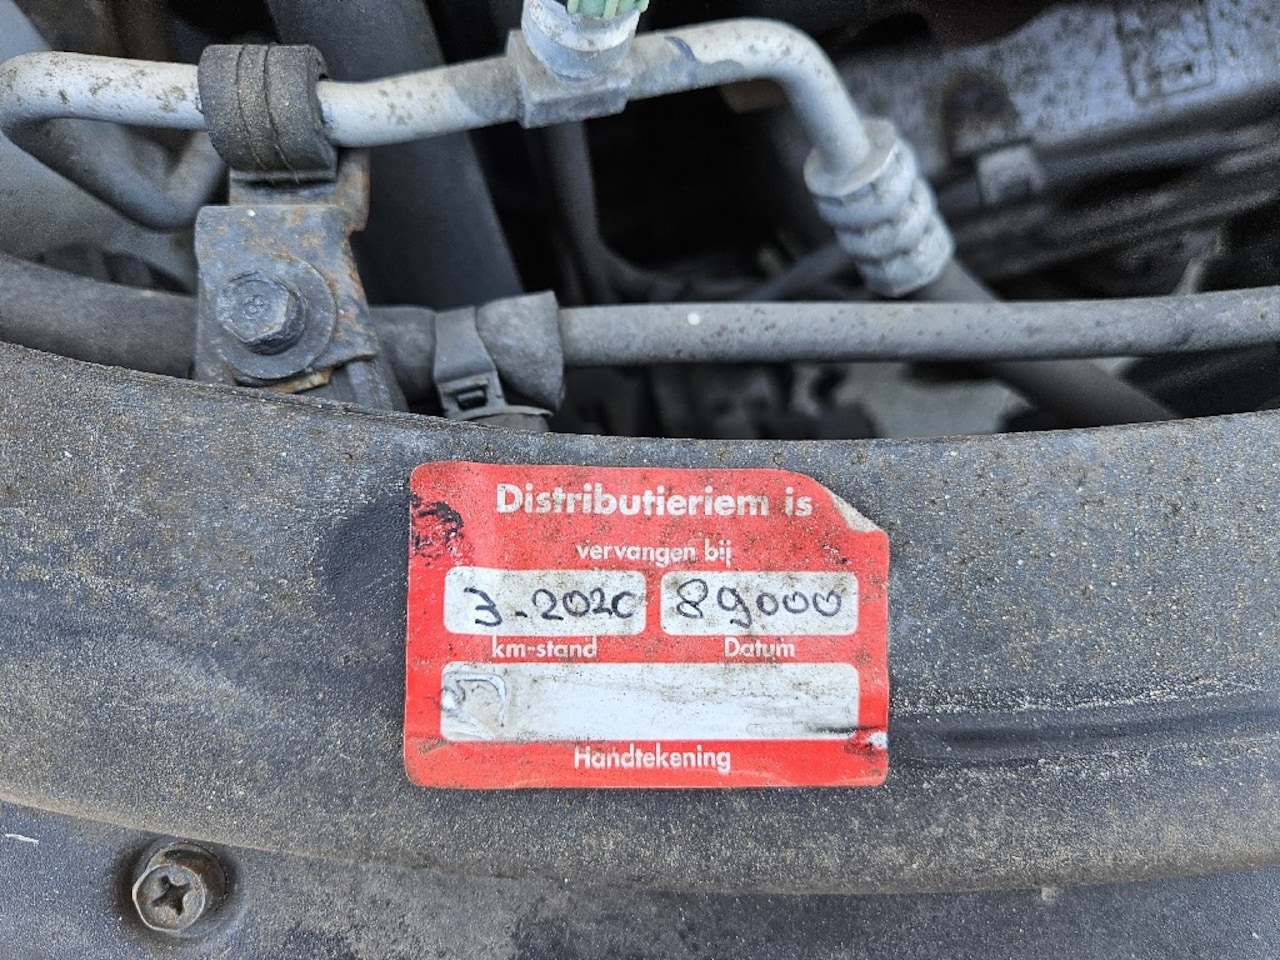 Distributieriem is
vervangen bij
3-2020 89000
km-stand Datum
Handtekening